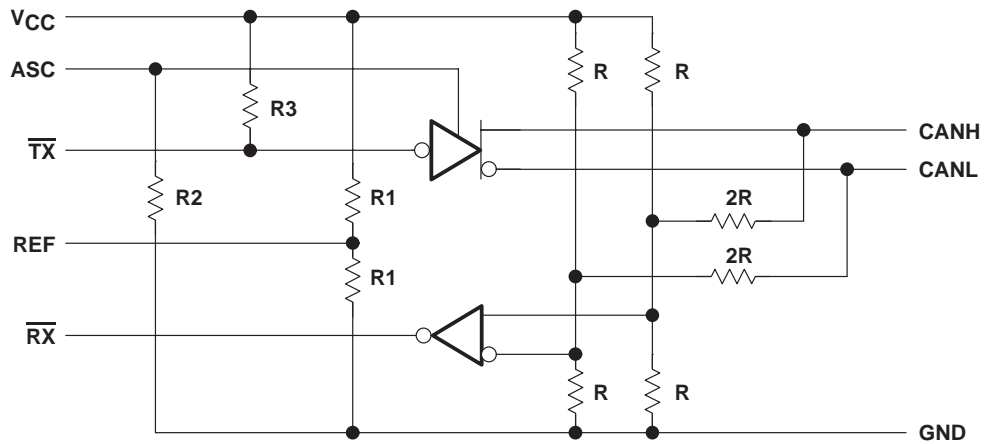 VCC
ASC
R R
R3
TX
CANH
CANL
R2 R1
2R
REF
2R
R1
RX
R R
GND